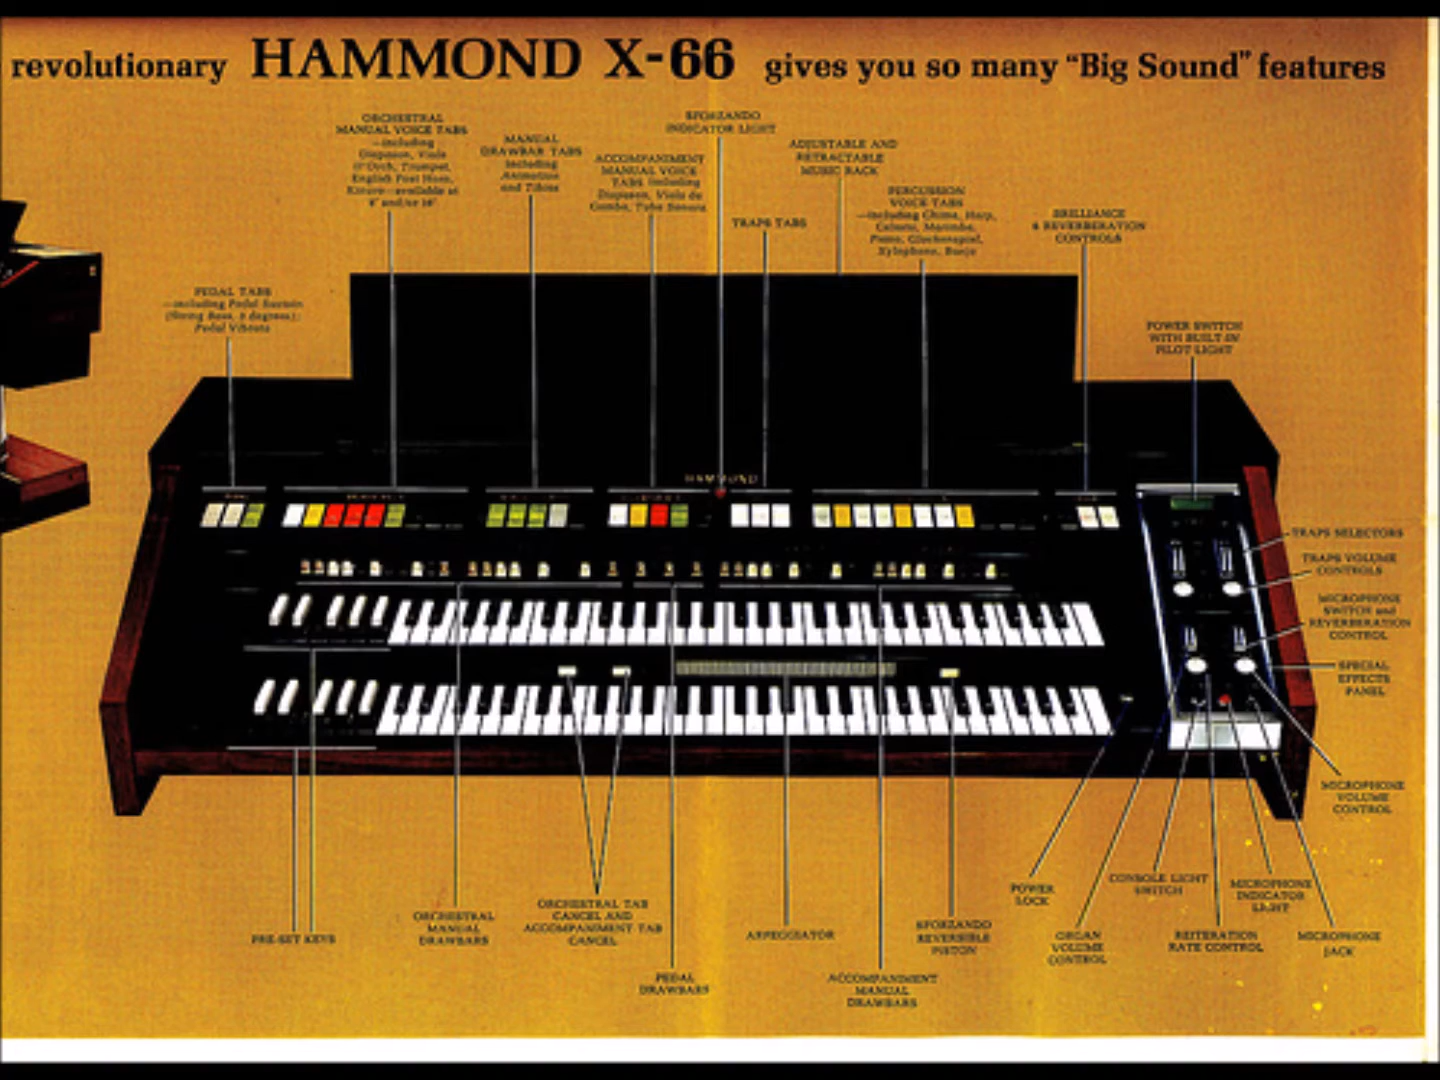 revolutionary HAMMOND X-66 gives you so many "Big Sound" features
ORCHESTRAL
MANUAL VOICE TABS
—including
Diapason, Viole
D'Orch, Trumpet,
English Post Horn,
Kinura—available at
8' and/or 16'
MANUAL
DRAWBAR TABS
including
Animation
and Tibias
ACCOMPANIMENT
MANUAL VOICE
TABS including
Diapason, Viola da
Gamba, Tuba Sonora
SFORZANDO
INDICATOR LIGHT
TRAPS TABS
ADJUSTABLE AND
RETRACTABLE
MUSIC RACK
PERCUSSION
VOICE TABS
—including Chime, Harp,
Celeste, Marimba,
Piano, Glockenspiel,
Xylophone, Banjo
BRILLIANCE
& REVERBERATION
CONTROLS
PEDAL TABS
—including Pedal Sustain
(String Bass, 2 degrees);
Pedal Vibrato
POWER SWITCH
WITH BUILT-IN
PILOT LIGHT
HAMMOND
TRAPS SELECTORS
TRAPS VOLUME
CONTROLS
MICROPHONE
SWITCH and
REVERBERATION
CONTROL
SPECIAL
EFFECTS
PANEL
MICROPHONE
VOLUME
CONTROL
PRE-SET KEYS
ORCHESTRAL
MANUAL
DRAWBARS
ORCHESTRAL TAB
CANCEL AND
ACCOMPANIMENT TAB
CANCEL
PEDAL
DRAWBARS
ARPEGGIATOR
ACCOMPANIMENT
MANUAL
DRAWBARS
SFORZANDO
REVERSIBLE
PISTON
POWER
LOCK
ORGAN
VOLUME
CONTROL
CONSOLE LIGHT
SWITCH
REITERATION
RATE CONTROL
MICROPHONE
INDICATOR
LIGHT
MICROPHONE
JACK